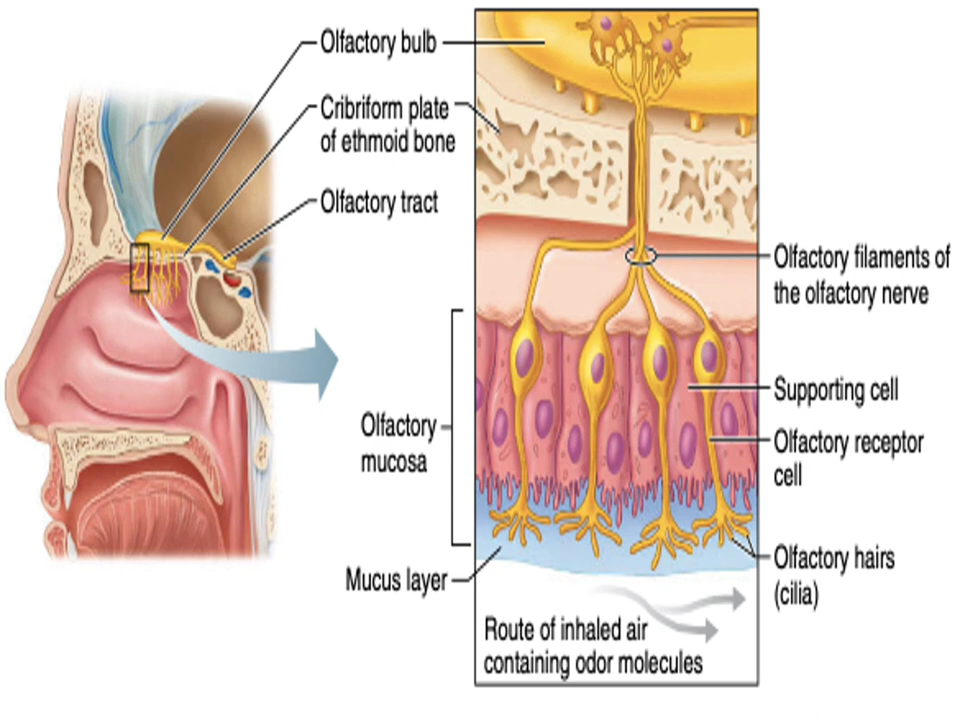 Olfactory bulb
Cribriform plate
of ethmoid bone
Olfactory tract
Olfactory
mucosa
Mucus layer
Olfactory filaments of
the olfactory nerve
Supporting cell
Olfactory receptor
cell
Olfactory hairs
(cilia)
Route of inhaled air
containing odor molecules